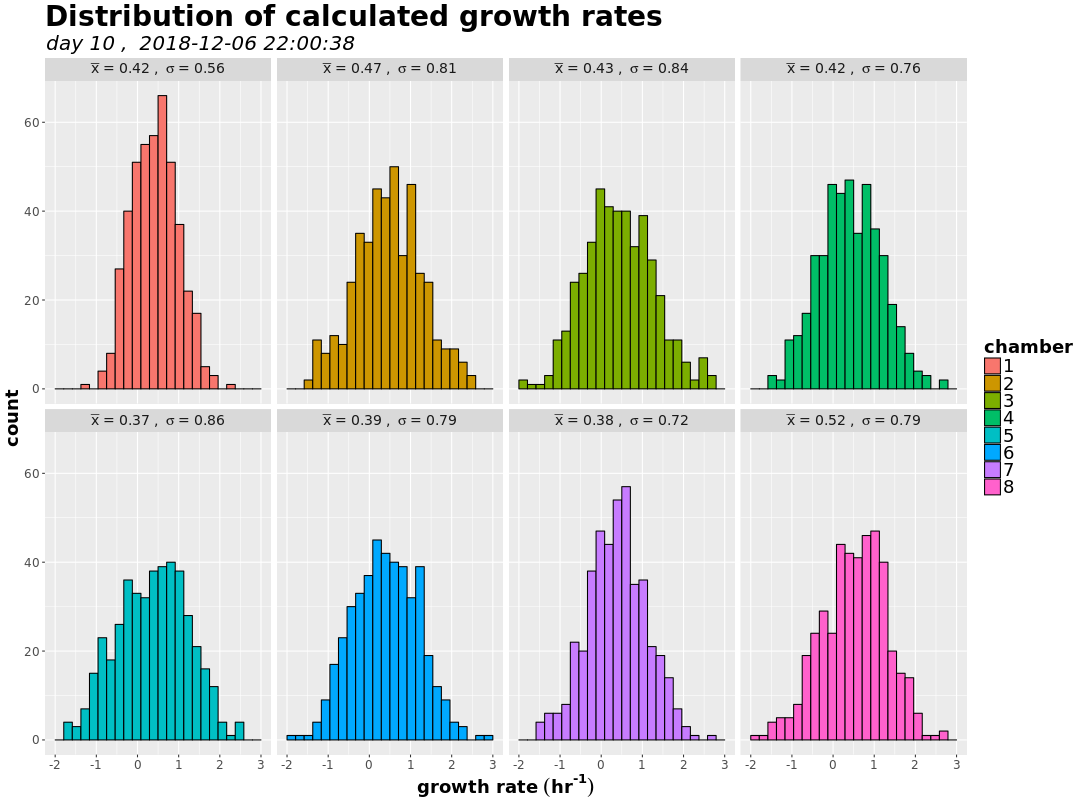 Distribution of calculated growth rates
day 10 ,  2018-12-06 22:00:38
x̅ = 0.42 ,  σ = 0.56
x̅ = 0.47 ,  σ = 0.81
x̅ = 0.43 ,  σ = 0.84
x̅ = 0.42 ,  σ = 0.76
60
40
20
0
x̅ = 0.37 ,  σ = 0.86
x̅ = 0.39 ,  σ = 0.79
x̅ = 0.38 ,  σ = 0.72
x̅ = 0.52 ,  σ = 0.79
60
40
20
0
-2 -1 0 1 2 3
-2 -1 0 1 2 3
-2 -1 0 1 2 3
-2 -1 0 1 2 3
count
growth rate (hr⁻¹)
chamber
1
2
3
4
5
6
7
8